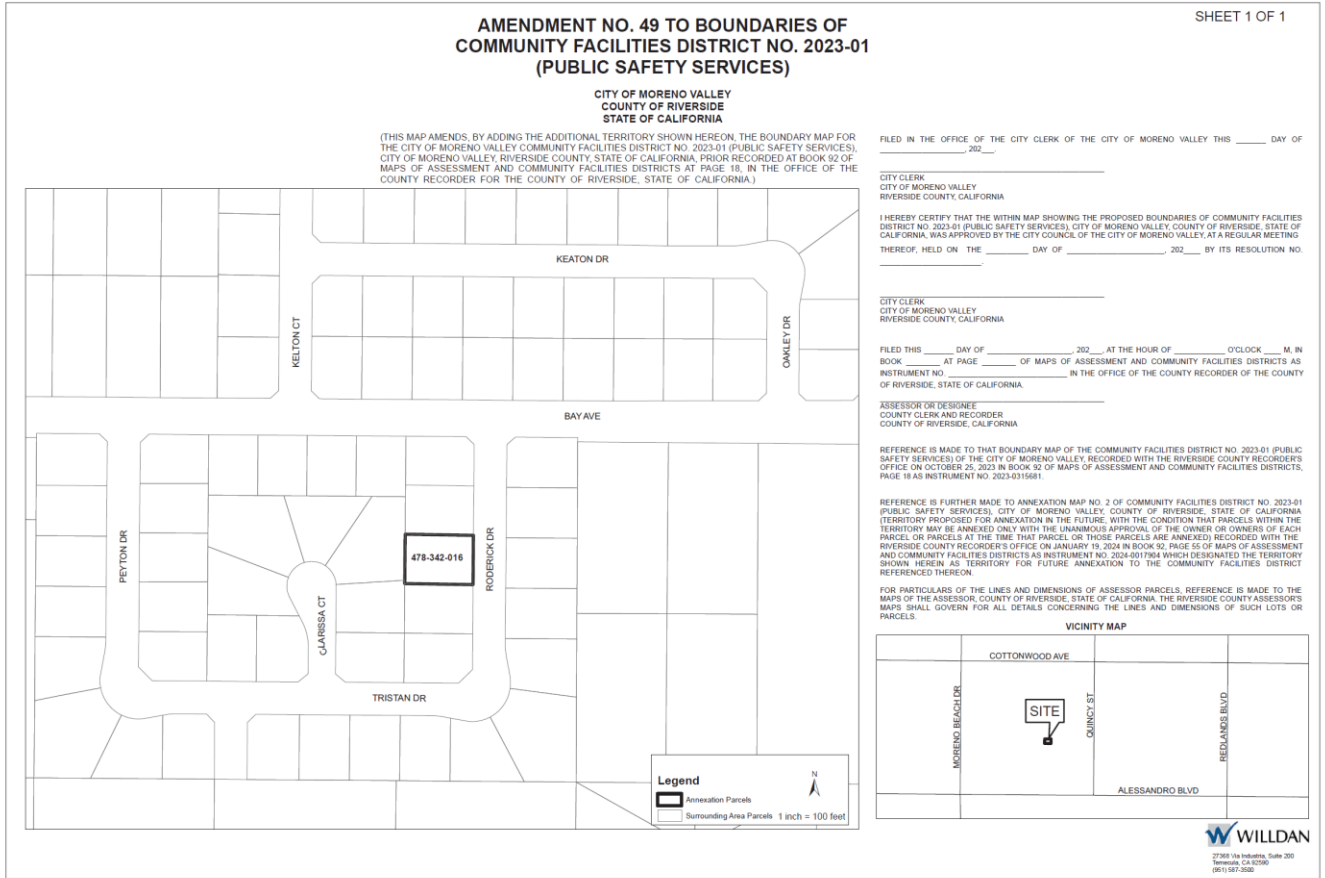 SHEET 1 OF 1
AMENDMENT NO. 49 TO BOUNDARIES OF
COMMUNITY FACILITIES DISTRICT NO. 2023-01
(PUBLIC SAFETY SERVICES)
CITY OF MORENO VALLEY
COUNTY OF RIVERSIDE
STATE OF CALIFORNIA
(THIS MAP AMENDS, BY ADDING THE ADDITIONAL TERRITORY SHOWN HEREON, THE BOUNDARY MAP FOR
THE CITY OF MORENO VALLEY COMMUNITY FACILITIES DISTRICT NO. 2023-01 (PUBLIC SAFETY SERVICES),
CITY OF MORENO VALLEY, RIVERSIDE COUNTY, STATE OF CALIFORNIA, PRIOR RECORDED AT BOOK 92 OF
MAPS OF ASSESSMENT AND COMMUNITY FACILITIES DISTRICTS AT PAGE 18, IN THE OFFICE OF THE
COUNTY RECORDER FOR THE COUNTY OF RIVERSIDE, STATE OF CALIFORNIA.)
KEATON DR
KELTON CT
OAKLEY DR
BAY AVE
PEYTON DR
478-342-016
RODERICK DR
CLARISSA CT
TRISTAN DR
Legend
N
Annexation Parcels
Surrounding Area Parcels 1 inch = 100 feet
FILED IN THE OFFICE OF THE CITY CLERK OF THE CITY OF MORENO VALLEY THIS ______ DAY OF
__________________, 202___.
CITY CLERK
CITY OF MORENO VALLEY
RIVERSIDE COUNTY, CALIFORNIA
I HEREBY CERTIFY THAT THE WITHIN MAP SHOWING THE PROPOSED BOUNDARIES OF COMMUNITY FACILITIES
DISTRICT NO. 2023-01 (PUBLIC SAFETY SERVICES), CITY OF MORENO VALLEY, COUNTY OF RIVERSIDE, STATE OF
CALIFORNIA, WAS APPROVED BY THE CITY COUNCIL OF THE CITY OF MORENO VALLEY, AT A REGULAR MEETING
THEREOF, HELD ON THE _________ DAY OF _____________________, 202____ BY ITS RESOLUTION NO.
______________________.
CITY CLERK
CITY OF MORENO VALLEY
RIVERSIDE COUNTY, CALIFORNIA
FILED THIS ______ DAY OF __________________, 202___, AT THE HOUR OF ___________ O'CLOCK ____ M, IN
BOOK _______ AT PAGE _______ OF MAPS OF ASSESSMENT AND COMMUNITY FACILITIES DISTRICTS AS
INSTRUMENT NO. _________________________ IN THE OFFICE OF THE COUNTY RECORDER OF THE COUNTY
OF RIVERSIDE, STATE OF CALIFORNIA.
ASSESSOR OR DESIGNEE
COUNTY CLERK AND RECORDER
COUNTY OF RIVERSIDE, CALIFORNIA
REFERENCE IS MADE TO THAT BOUNDARY MAP OF THE COMMUNITY FACILITIES DISTRICT NO. 2023-01 (PUBLIC
SAFETY SERVICES) OF THE CITY OF MORENO VALLEY, RECORDED WITH THE RIVERSIDE COUNTY RECORDER'S
OFFICE ON OCTOBER 25, 2023 IN BOOK 92 OF MAPS OF ASSESSMENT AND COMMUNITY FACILITIES DISTRICTS,
PAGE 18 AS INSTRUMENT NO. 2023-0315681.
REFERENCE IS FURTHER MADE TO ANNEXATION MAP NO. 2 OF COMMUNITY FACILITIES DISTRICT NO. 2023-01
(PUBLIC SAFETY SERVICES), CITY OF MORENO VALLEY, COUNTY OF RIVERSIDE, STATE OF CALIFORNIA
(TERRITORY PROPOSED FOR ANNEXATION IN THE FUTURE, WITH THE CONDITION THAT PARCELS WITHIN THE
TERRITORY MAY BE ANNEXED ONLY WITH THE UNANIMOUS APPROVAL OF THE OWNER OR OWNERS OF EACH
PARCEL OR PARCELS AT THE TIME THAT PARCEL OR THOSE PARCELS ARE ANNEXED) RECORDED WITH THE
RIVERSIDE COUNTY RECORDER'S OFFICE ON JANUARY 19, 2024 IN BOOK 92, PAGE 55 OF MAPS OF ASSESSMENT
AND COMMUNITY FACILITIES DISTRICTS AS INSTRUMENT NO. 2024-0017904 WHICH DESIGNATED THE TERRITORY
SHOWN HEREIN AS TERRITORY FOR FUTURE ANNEXATION TO THE COMMUNITY FACILITIES DISTRICT
REFERENCED THEREON.
FOR PARTICULARS OF THE LINES AND DIMENSIONS OF ASSESSOR PARCELS, REFERENCE IS MADE TO THE
MAPS OF THE ASSESSOR, COUNTY OF RIVERSIDE, STATE OF CALIFORNIA. THE RIVERSIDE COUNTY ASSESSOR'S
MAPS SHALL GOVERN FOR ALL DETAILS CONCERNING THE LINES AND DIMENSIONS OF SUCH LOTS OR
PARCELS.
VICINITY MAP
COTTONWOOD AVE
MORENO BEACH DR
SITE
QUINCY ST
REDLANDS BLVD
ALESSANDRO BLVD
WILLDAN
27368 Via Industria, Suite 200
Temecula, CA 92590
(951) 587-3500